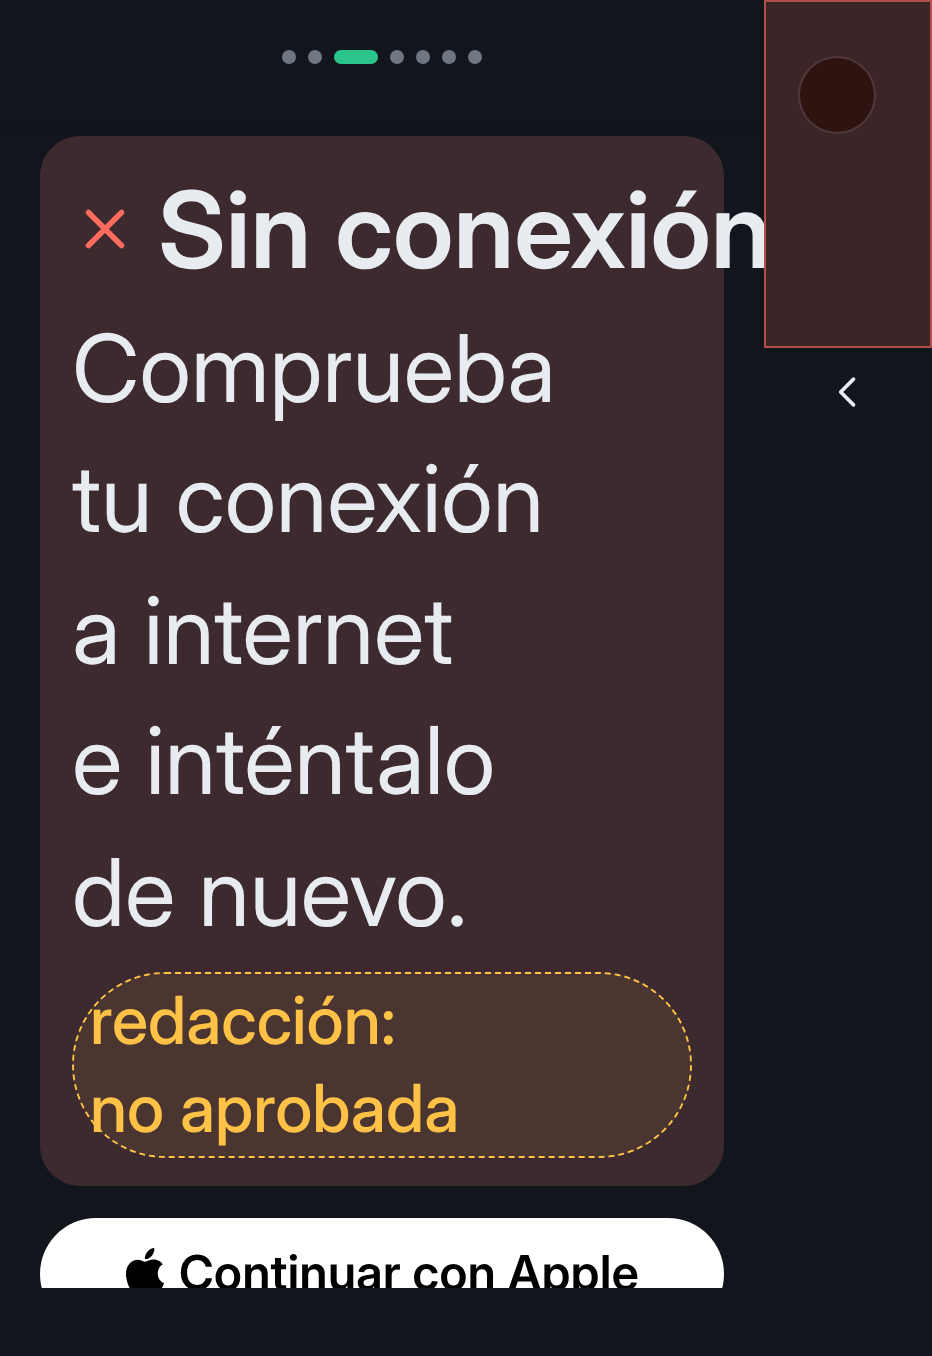 Sin conexión
Comprueba
tu conexión
a internet
e inténtalo
de nuevo.
redacción:
no aprobada
Continuar con Apple